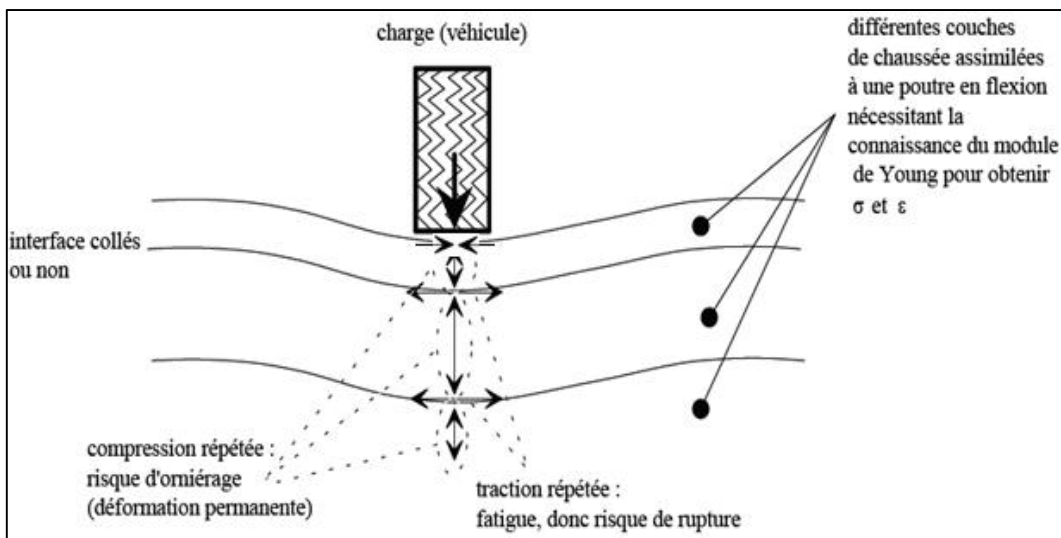 charge (véhicule)
différentes couches
de chaussée assimilées
à une poutre en flexion
nécessitant la
connaissance du module
de Young pour obtenir
σ et ε
interface collés
ou non
compression répétée :
risque d'orniérage
(déformation permanente)
traction répétée :
fatigue, donc risque de rupture